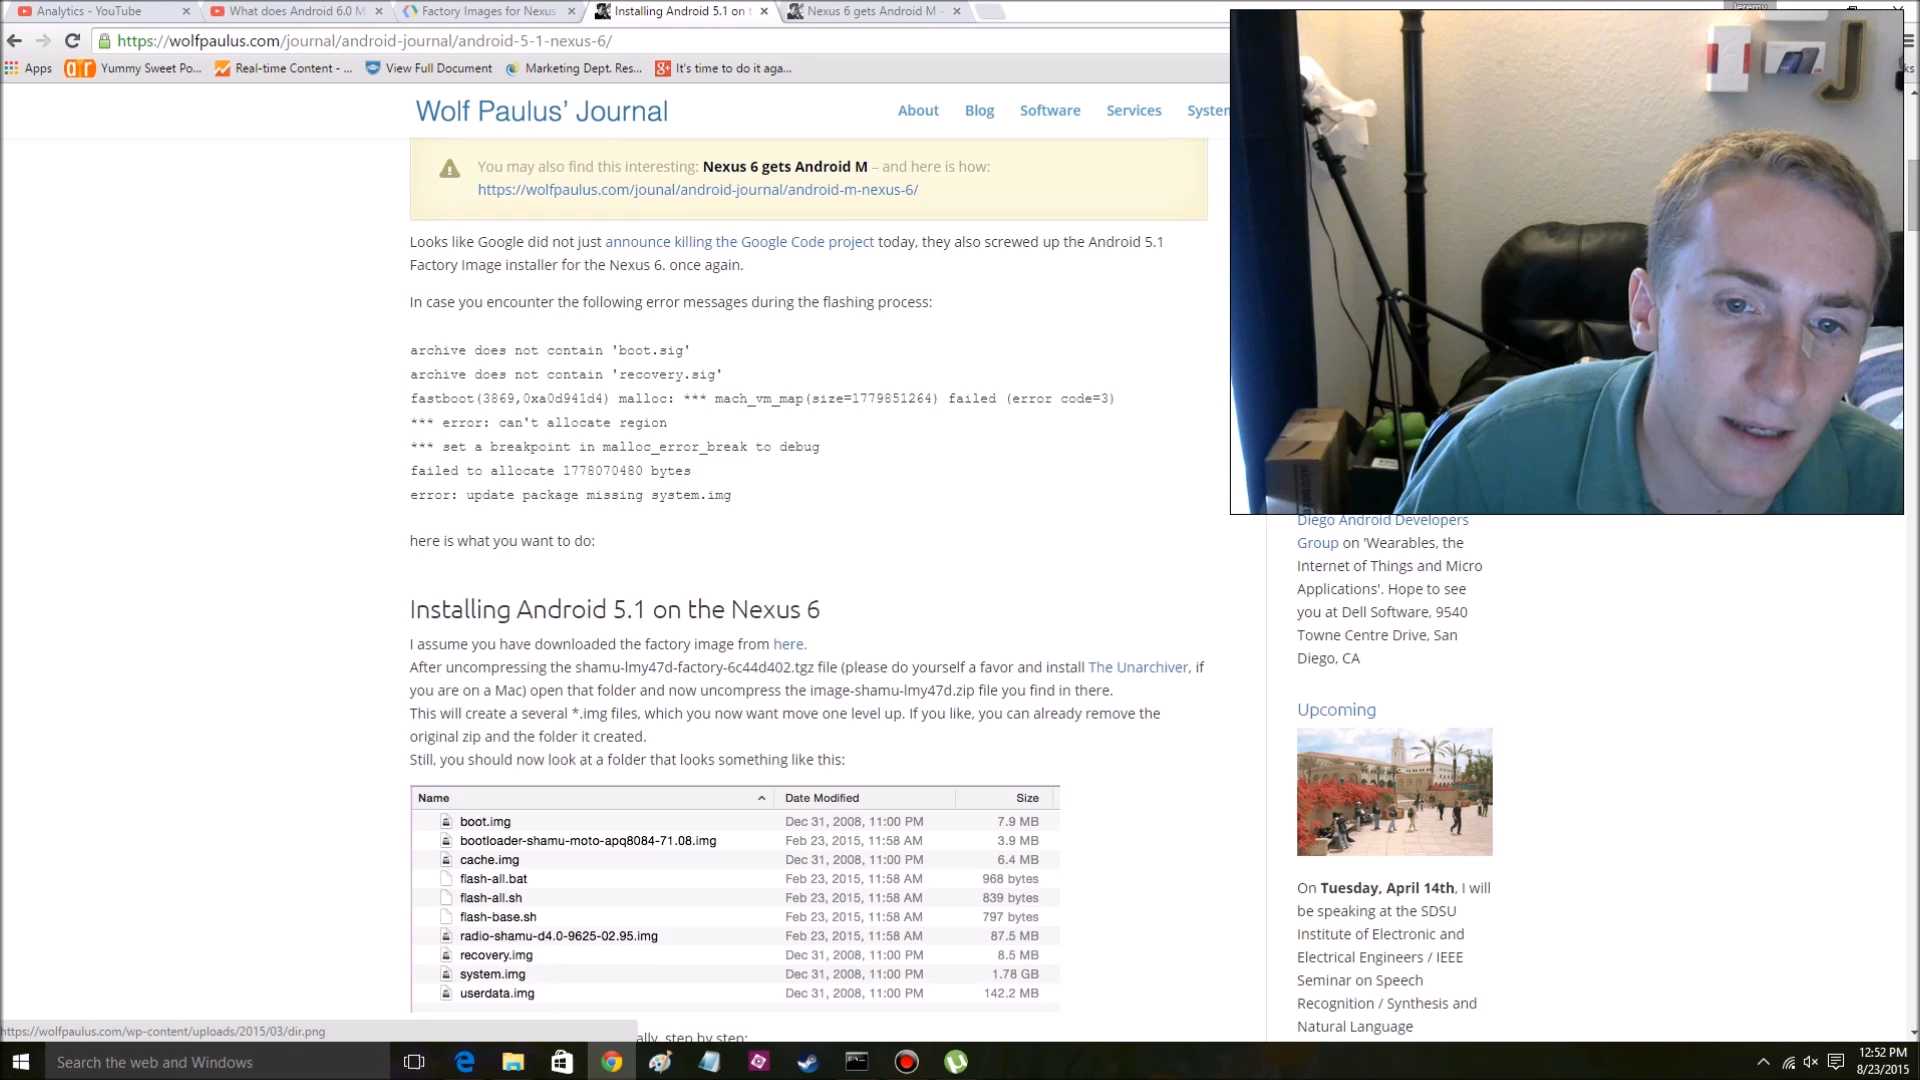 Analytics - YouTube
What does Android 6.0 M
Factory Images for Nexus
Installing Android 5.1 on t
Nexus 6 gets Android M -
https://wolfpaulus.com/journal/android-journal/android-5-1-nexus-6/
Apps
Yummy Sweet Po...
Real-time Content - ...
View Full Document
Marketing Dept. Res...
It's time to do it aga...
Wolf Paulus' Journal
About
Blog
Software
Services
System
You may also find this interesting: Nexus 6 gets Android M – and here is how:
https://wolfpaulus.com/jounal/android-journal/android-m-nexus-6/
Looks like Google did not just announce killing the Google Code project today, they also screwed up the Android 5.1
Factory Image installer for the Nexus 6. once again.
In case you encounter the following error messages during the flashing process:
archive does not contain 'boot.sig'
archive does not contain 'recovery.sig'
fastboot(3869,0xa0d941d4) malloc: *** mach_vm_map(size=1779851264) failed (error code=3)
*** error: can't allocate region
*** set a breakpoint in malloc_error_break to debug
failed to allocate 1778070480 bytes
error: update package missing system.img
here is what you want to do:
Installing Android 5.1 on the Nexus 6
I assume you have downloaded the factory image from here.
After uncompressing the shamu-lmy47d-factory-6c44d402.tgz file (please do yourself a favor and install The Unarchiver, if
you are on a Mac) open that folder and now uncompress the image-shamu-lmy47d.zip file you find in there.
This will create a several *.img files, which you now want move one level up. If you like, you can already remove the
original zip and the folder it created.
Still, you should now look at a folder that looks something like this:
Name Date Modified Size
boot.img Dec 31, 2008, 11:00 PM 7.9 MB
bootloader-shamu-moto-apq8084-71.08.img Feb 23, 2015, 11:58 AM 3.9 MB
cache.img Dec 31, 2008, 11:00 PM 6.4 MB
flash-all.bat Feb 23, 2015, 11:58 AM 968 bytes
flash-all.sh Feb 23, 2015, 11:58 AM 839 bytes
flash-base.sh Feb 23, 2015, 11:58 AM 797 bytes
radio-shamu-d4.0-9625-02.95.img Feb 23, 2015, 11:58 AM 87.5 MB
recovery.img Dec 31, 2008, 11:00 PM 8.5 MB
system.img Dec 31, 2008, 11:00 PM 1.78 GB
userdata.img Dec 31, 2008, 11:00 PM 142.2 MB
ally, step by step:
Diego Android Developers
Group on 'Wearables, the
Internet of Things and Micro
Applications'. Hope to see
you at Dell Software, 9540
Towne Centre Drive, San
Diego, CA
Upcoming
On Tuesday, April 14th, I will
be speaking at the SDSU
Institute of Electronic and
Electrical Engineers / IEEE
Seminar on Speech
Recognition / Synthesis and
Natural Language
https://wolfpaulus.com/wp-content/uploads/2015/03/dir.png
Search the web and Windows
12:52 PM
8/23/2015